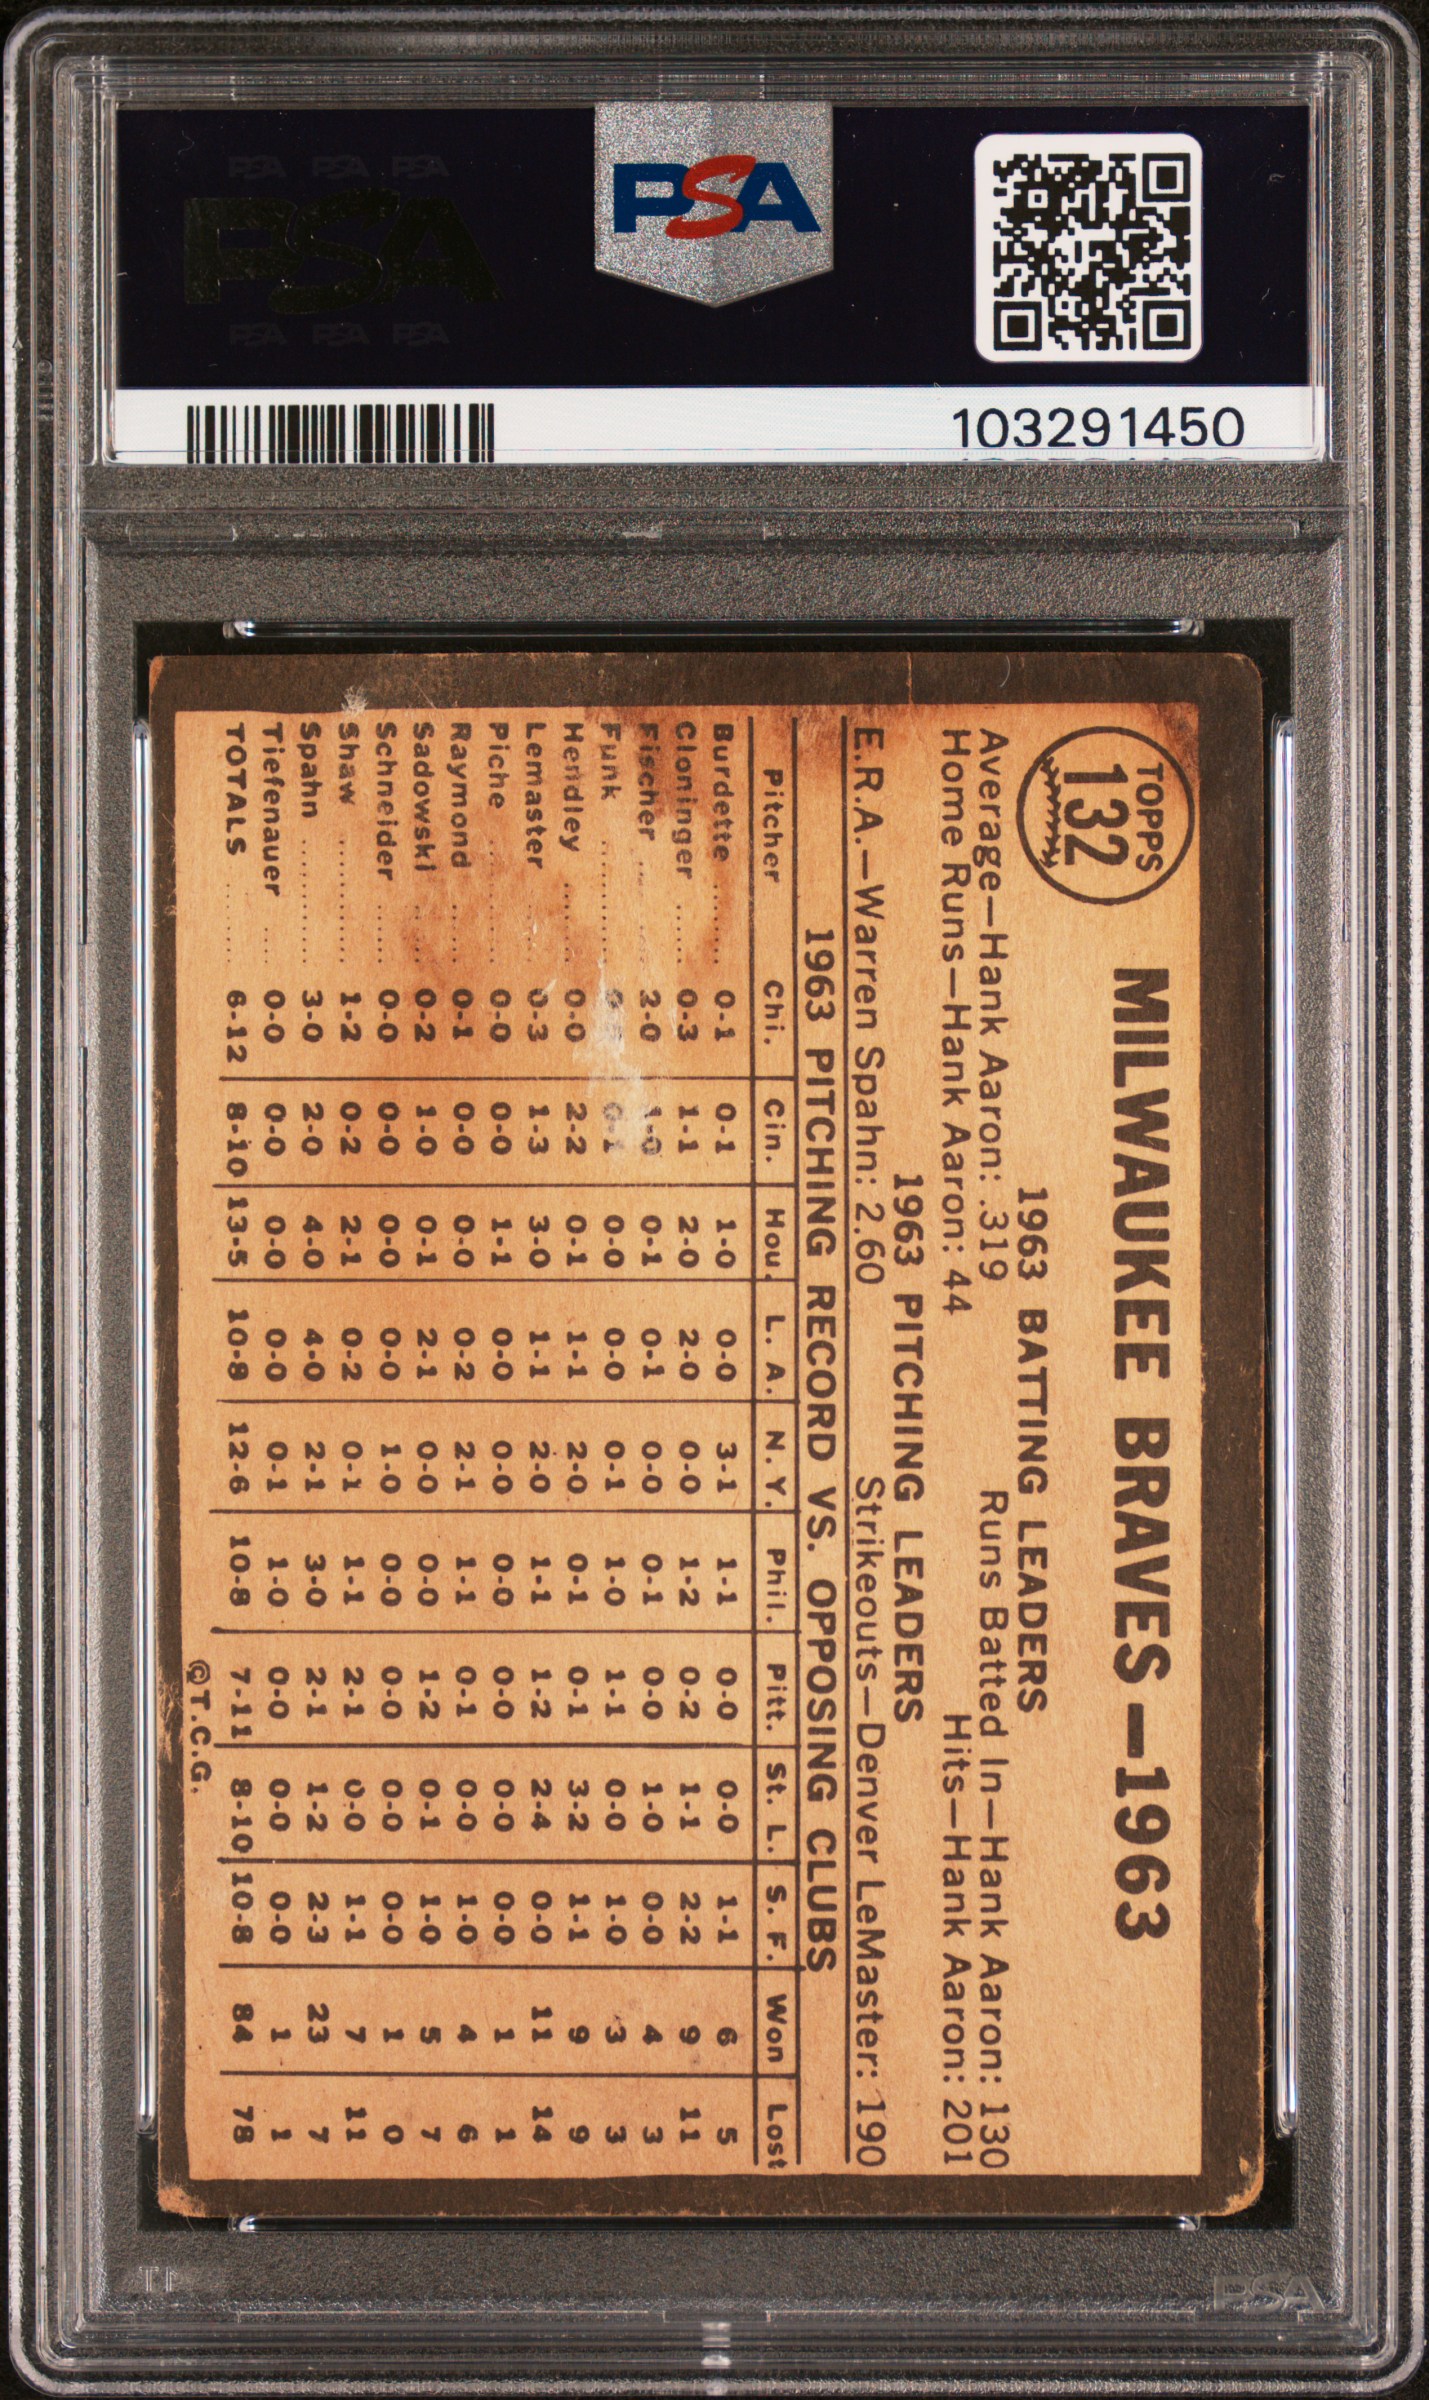 PSA PSA PSA
PSA
PSA PSA PSA
PSA
103291450
TOPPS
132
MILWAUKEE BRAVES—1963
1963 BATTING LEADERS
Average—Hank Aaron: .319 Runs Batted In—Hank Aaron: 130
Home Runs—Hank Aaron: 44 Hits—Hank Aaron: 201
1963 PITCHING LEADERS
E.R.A.—Warren Spahn: 2.60 Strikeouts—Denver LeMaster: 190
1963 PITCHING RECORD VS. OPPOSING CLUBS
Pitcher Chi. Cin. Hou. L. A. N. Y. Phil. Pitt. St. L. S. F. Won Lost
Burdette ........ 0-1 0-1 1-0 0-0 3-1 1-1 0-0 0-0 1-1 6 5
Cloninger ...... 0-3 1-1 2-0 2-0 0-0 1-2 0-2 1-1 2-2 9 11
Fischer ........ 2-0 1-0 0-1 0-1 0-0 0-1 0-0 1-0 0-0 4 3
Funk ............ 0-1 0-0 0-0 0-1 1-0 1-1 0-0 1-0 3 3
Hendley ........ 0-0 2-2 0-1 1-1 2-0 0-1 0-1 3-2 1-1 9 9
Lemaster ...... 0-3 1-3 3-0 1-1 2-0 1-1 1-2 2-4 0-0 11 14
Piche ............ 0-0 0-0 1-1 0-0 0-0 0-0 0-0 0-0 0-0 1 1
Raymond ...... 0-1 0-0 0-0 0-2 2-1 1-1 0-1 0-0 1-0 4 6
Sadowski ...... 0-2 1-0 0-1 2-1 0-0 0-0 1-2 0-1 1-0 5 7
Schneider ...... 0-0 0-0 0-0 0-0 1-0 0-0 0-0 0-0 0-0 1 0
Shaw ............ 1-2 0-2 2-1 0-2 0-1 1-1 2-1 0-0 1-1 7 11
Spahn ............ 3-0 2-0 4-0 4-0 2-1 3-0 2-1 1-2 2-3 23 7
Tiefenauer .... 0-0 0-0 0-0 0-0 0-1 1-0 0-0 0-0 0-0 1 1
TOTALS ........ 6-12 8-10 13-5 10-8 12-6 10-8 7-11 8-10 10-8 84 78
©T.C.G.
PSA